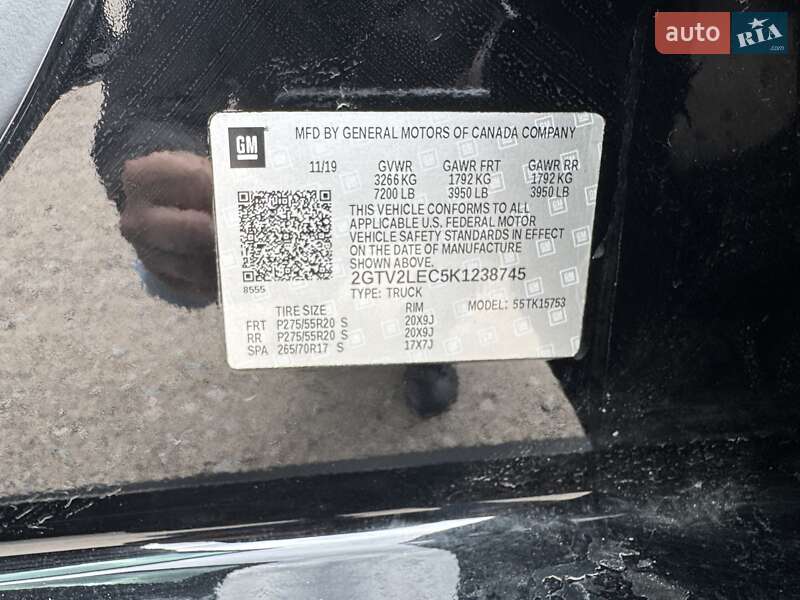 auto RIA .com
GM
MFD BY GENERAL MOTORS OF CANADA COMPANY
11/19 GVWR GAWR FRT GAWR RR
3266 KG 1792 KG 1792 KG
7200 LB 3950 LB 3950 LB
THIS VEHICLE CONFORMS TO ALL
APPLICABLE U.S. FEDERAL MOTOR
VEHICLE SAFETY STANDARDS IN EFFECT
ON THE DATE OF MANUFACTURE
SHOWN ABOVE.
2GTV2LEC5K1238745
8555
TYPE: TRUCK
TIRE SIZE RIM MODEL: 55TK15753
FRT P275/55R20 S 20X9J
RR P275/55R20 S 20X9J
SPA 265/70R17 S 17X7J